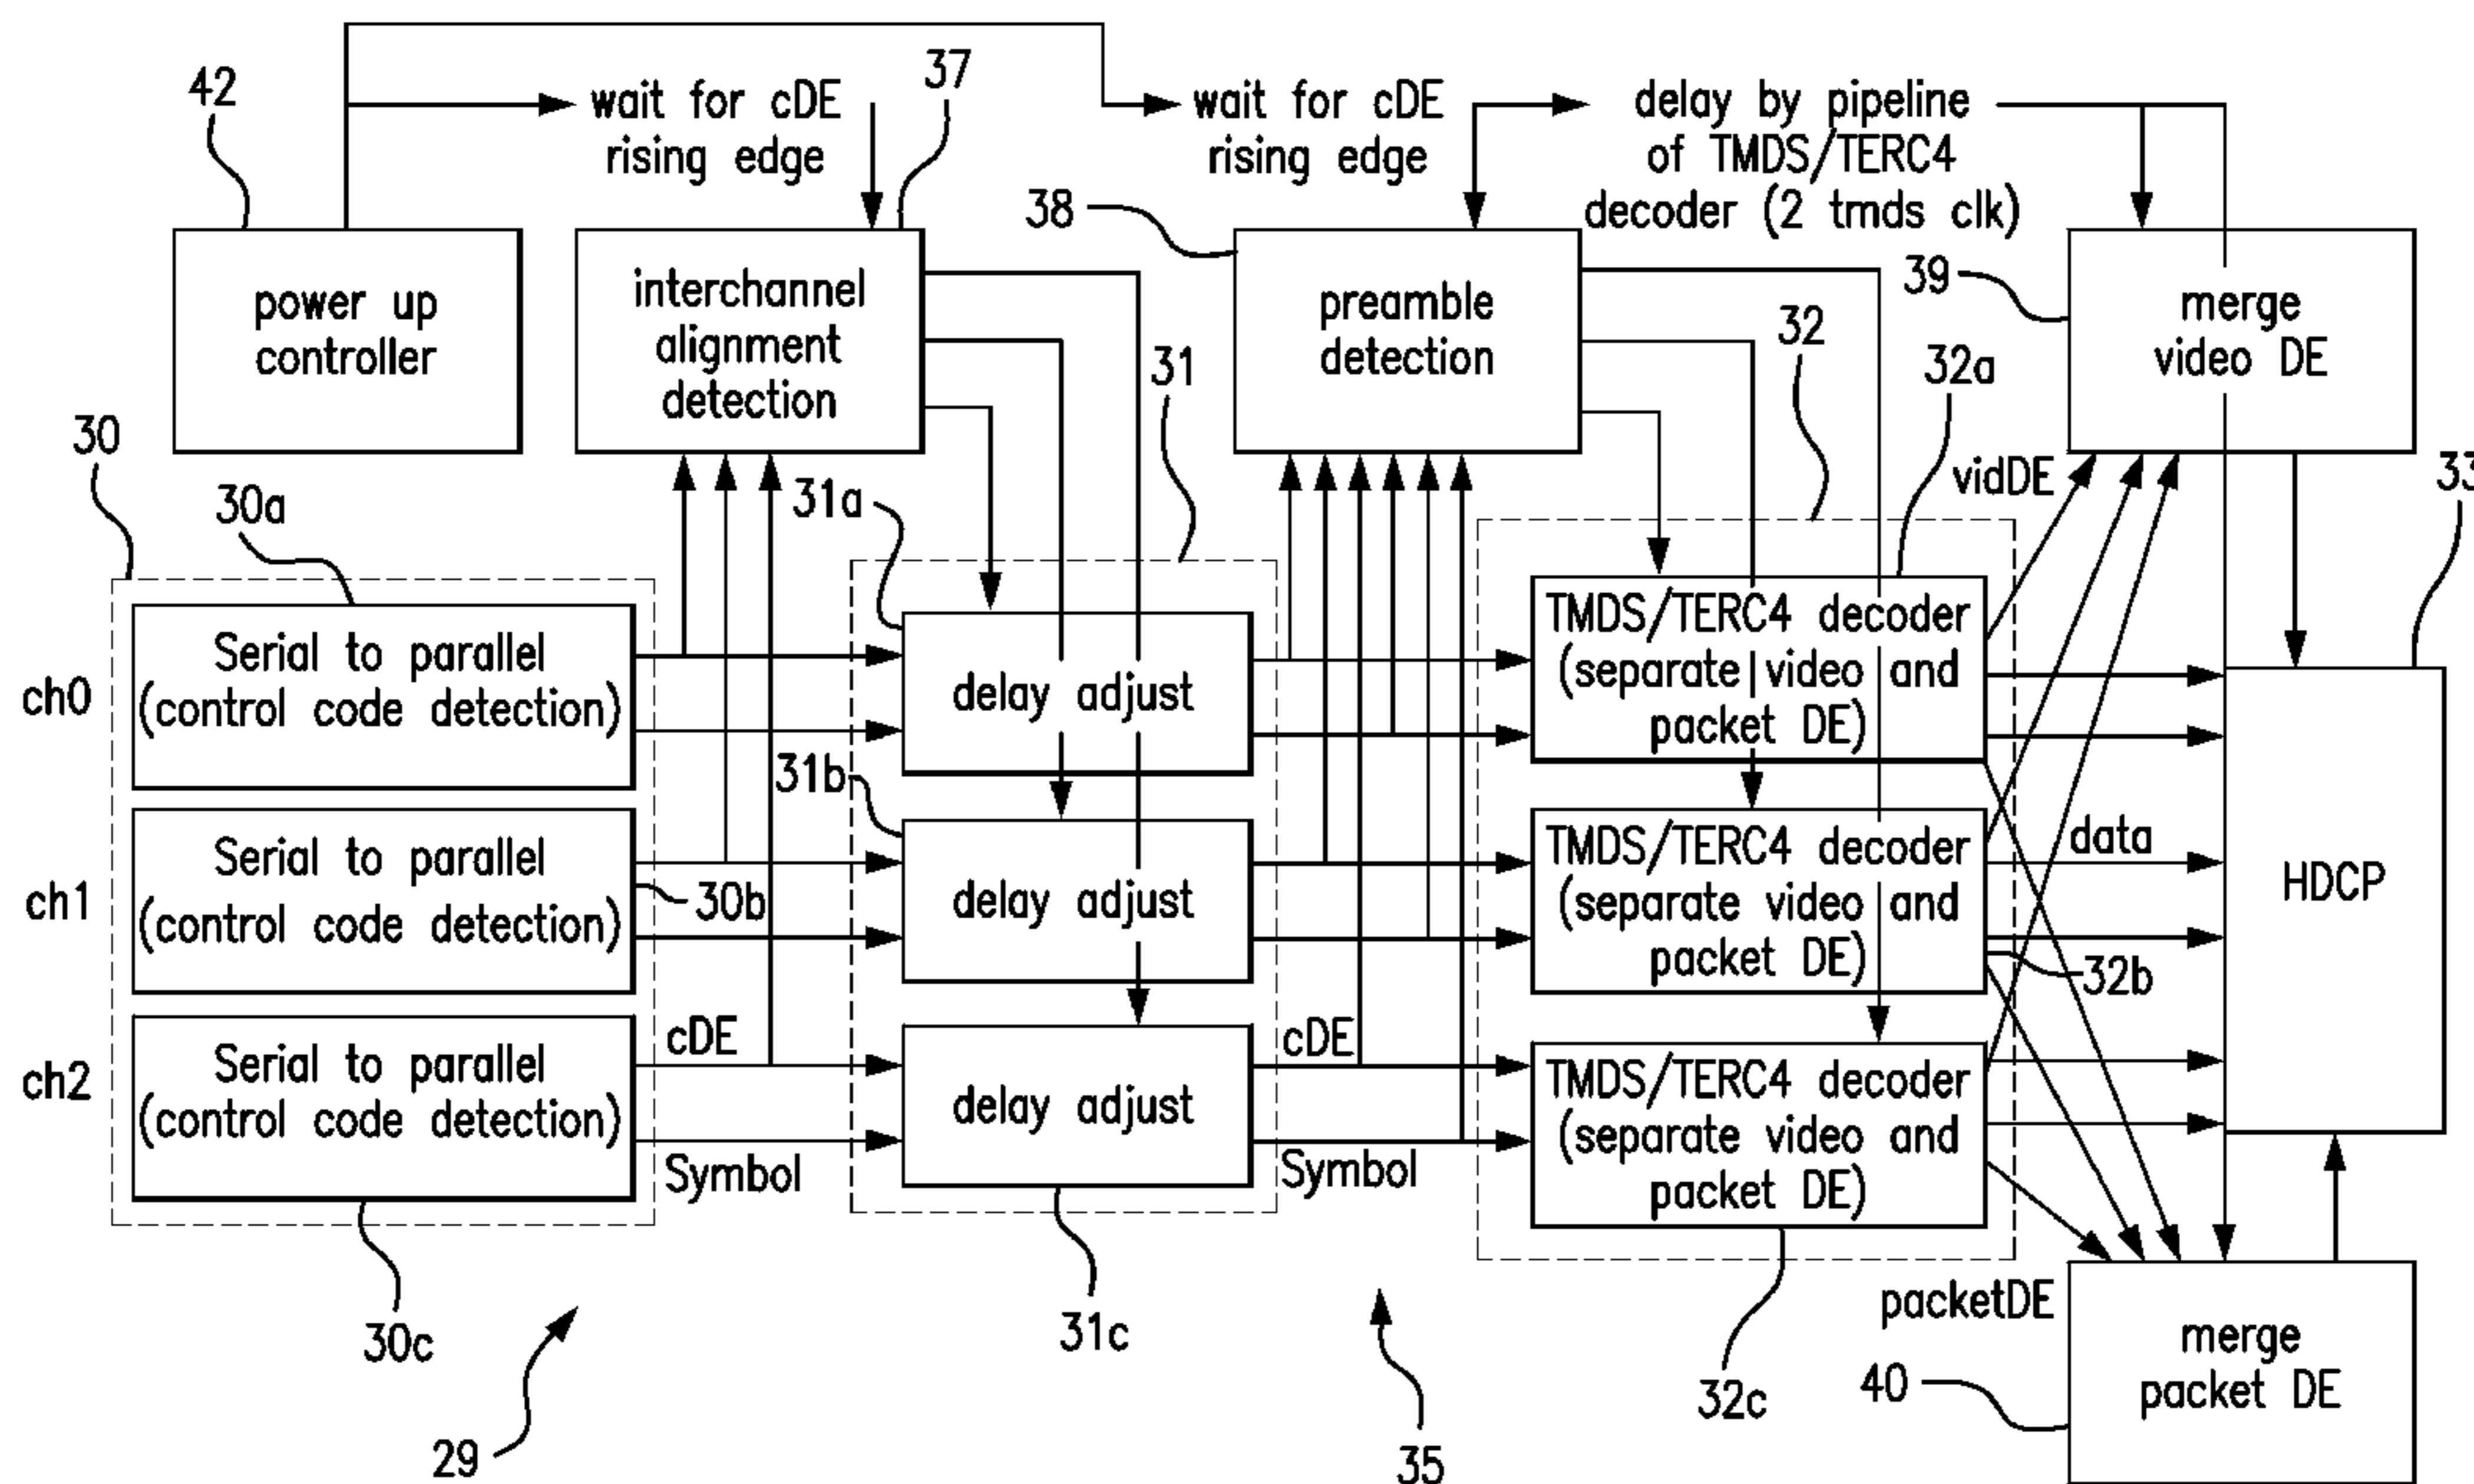 42
wait for cDE
rising edge
37
wait for cDE
rising edge
delay by pipeline
of TMDS/TERC4
decoder (2 tmds clk)
38
39
power up
controller
interchannel
alignment
detection
preamble
detection
merge
video DE
31
32
32a
30
30a
31a
vidDE
33
ch0
Serial to parallel
(control code detection)
delay adjust
TMDS/TERC4 decoder
(separate video and
packet DE)
31b
ch1
Serial to parallel
(control code detection)
30b
delay adjust
TMDS/TERC4 decoder
(separate video and
packet DE)
data
32b
HDCP
ch2
Serial to parallel
(control code detection)
cDE
Symbol
delay adjust
cDE
Symbol
TMDS/TERC4 decoder
(separate video and
packet DE)
30c
31c
32c
packetDE
merge
packet DE
40
29
35